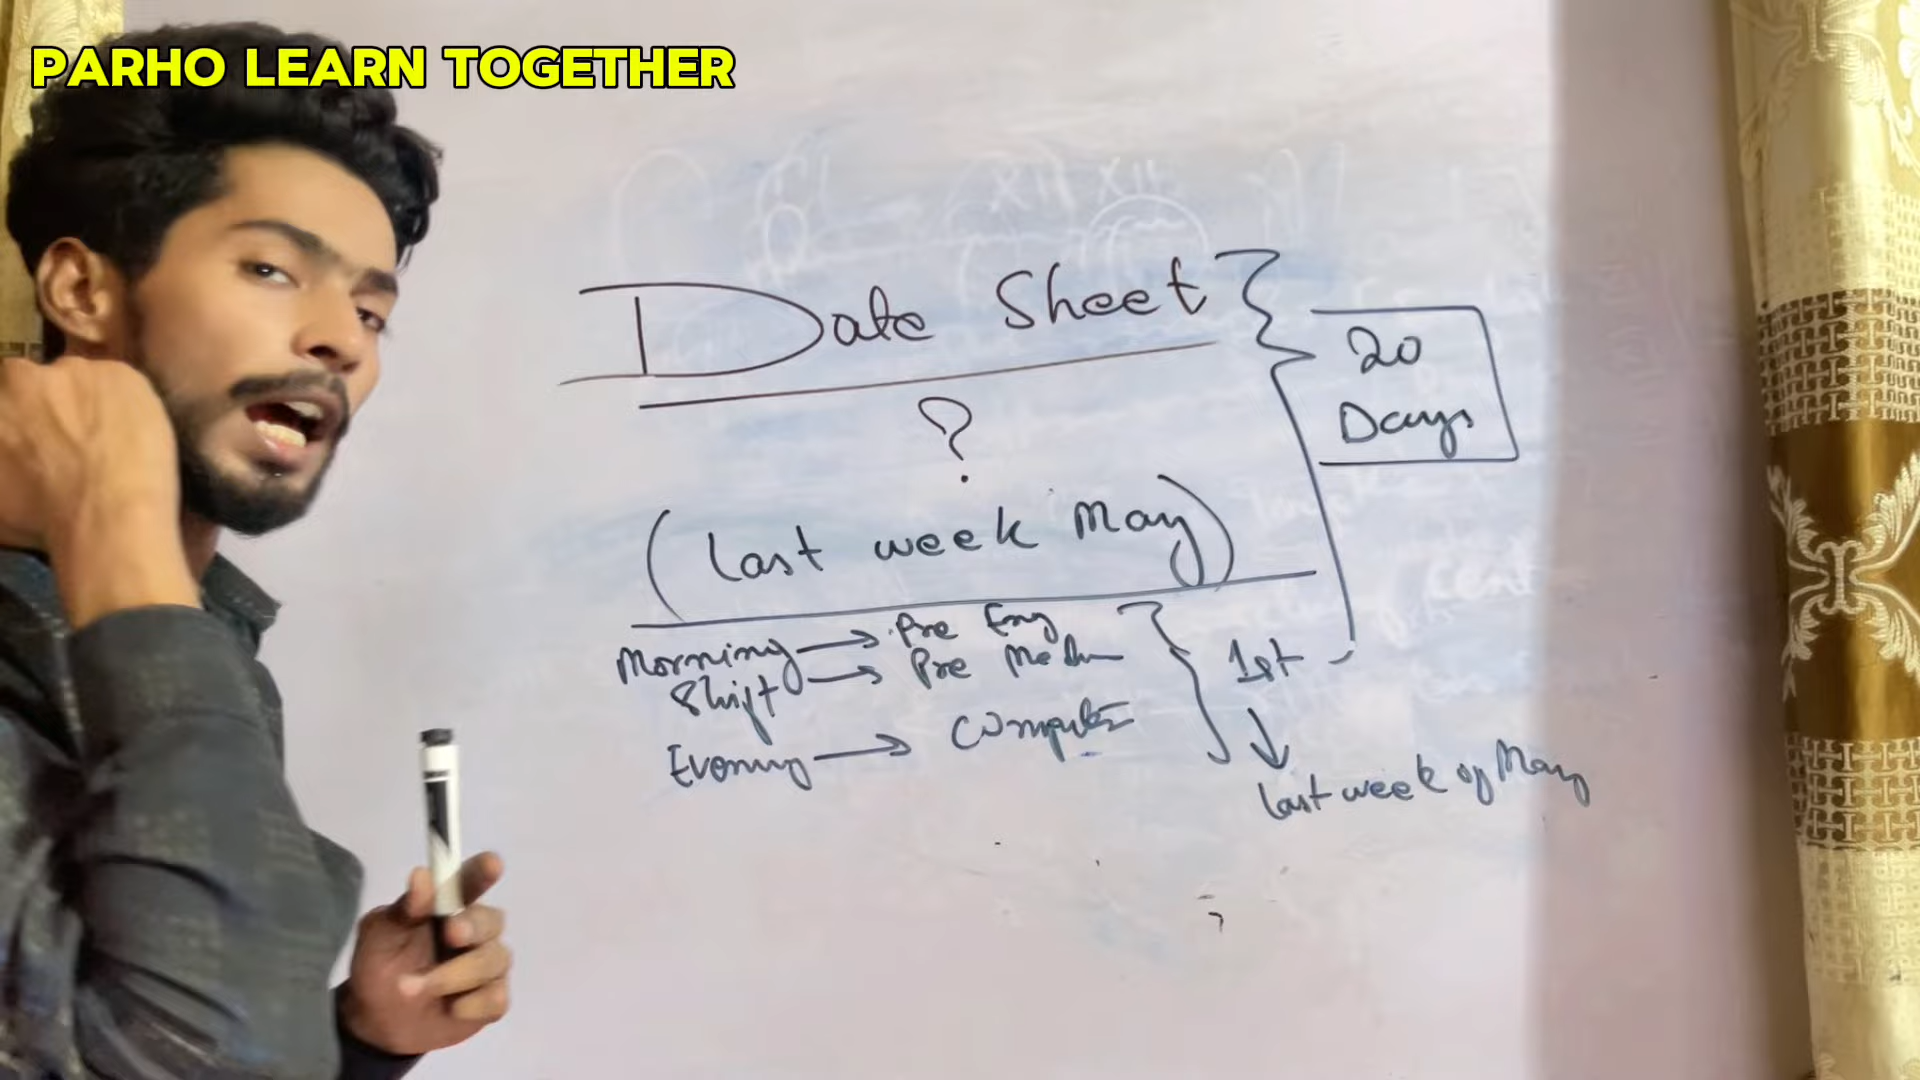 PARHO LEARN TOGETHER
Date Sheet
20
Days
?
(last week May)
Morning → Pre Eng
Shift → Pre Med
Evening → Computer
1st
↓
last week of May